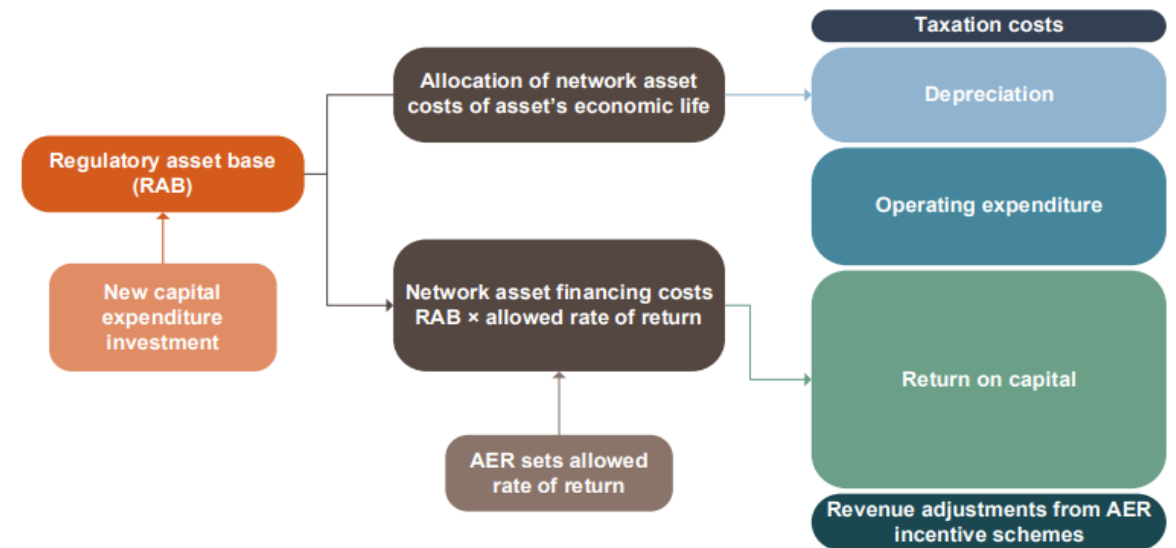 Taxation costs
Allocation of network asset
costs of asset's economic life
Depreciation
Regulatory asset base
(RAB)
Operating expenditure
New capital
expenditure
investment
Network asset financing costs
RAB × allowed rate of return
Return on capital
AER sets allowed
rate of return
Revenue adjustments from AER
incentive schemes